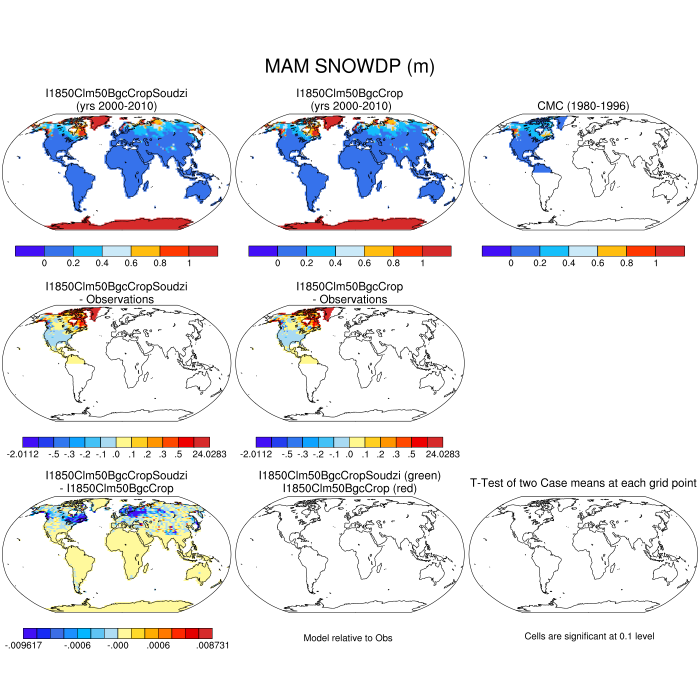 MAM SNOWDP (m)
I1850Clm50BgcCropSoudzi
(yrs 2000-2010)
I1850Clm50BgcCrop
(yrs 2000-2010)
CMC (1980-1996)
0 0.2 0.4 0.6 0.8 1
0 0.2 0.4 0.6 0.8 1
0 0.2 0.4 0.6 0.8 1
I1850Clm50BgcCropSoudzi
- Observations
I1850Clm50BgcCrop
- Observations
-2.0112 -.5 -.3 -.2 -.1 .0 .1 .2 .3 .5 24.0283
-2.0112 -.5 -.3 -.2 -.1 .0 .1 .2 .3 .5 24.0283
I1850Clm50BgcCropSoudzi
- I1850Clm50BgcCrop
I1850Clm50BgcCropSoudzi (green)
I1850Clm50BgcCrop (red)
T-Test of two Case means at each grid point
-.009617 -.0006 -.000 .0006 .008731
Model relative to Obs
Cells are significant at 0.1 level